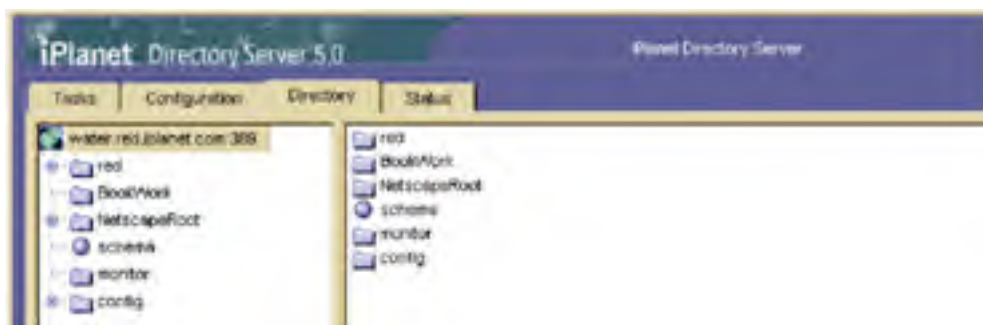 iPlanet Directory Server 5.0
iPlanet Directory Server
Tasks Configuration Directory Status
water.red.iplanet.com:389
red
BookWork
NetscapeRoot
schema
monitor
config
red
BookWork
NetscapeRoot
schema
monitor
config